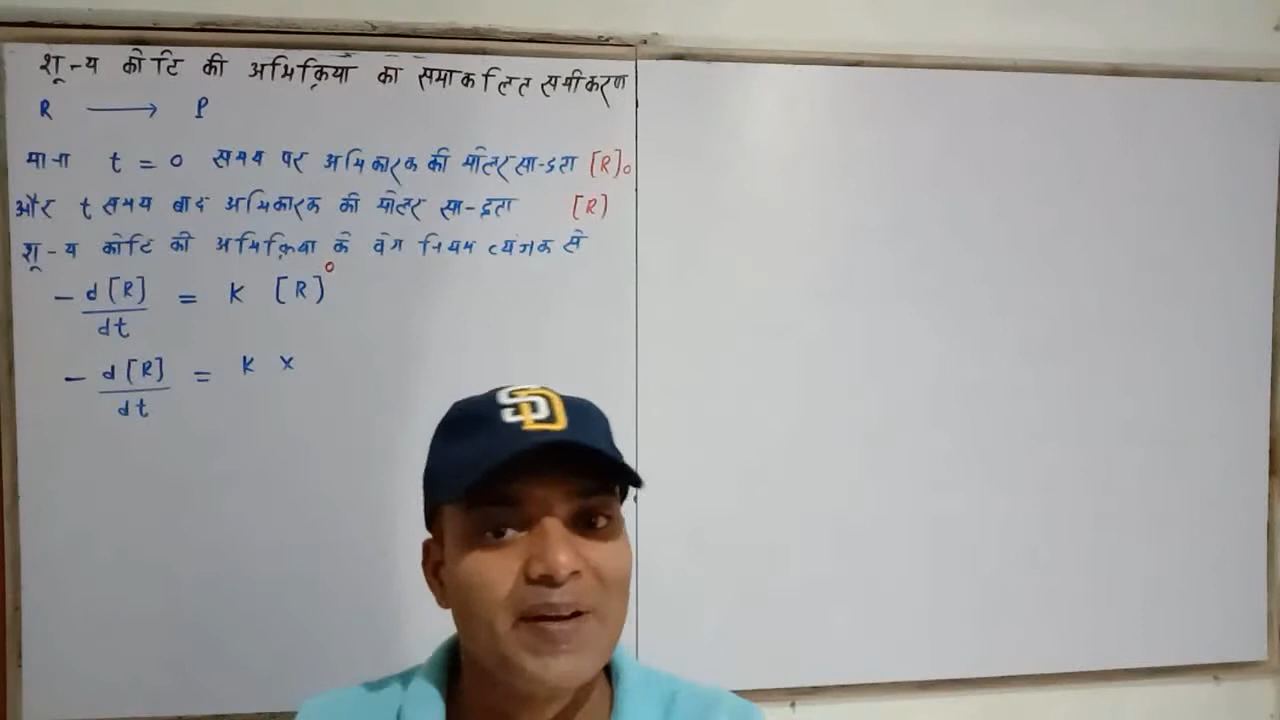 शून्य कोटि की अभिक्रिया का समाकलित समीकरण
R ⟶ P
माना t = 0 समय पर अभिकारक की मोलर सान्द्रता [R]₀
और t समय बाद अभिकारक की मोलर सान्द्रता [R]
शून्य कोटि की अभिक्रिया के वेग नियम व्यंजक से
- d[R]/dt = K [R]⁰
- d[R]/dt = K ×
SD